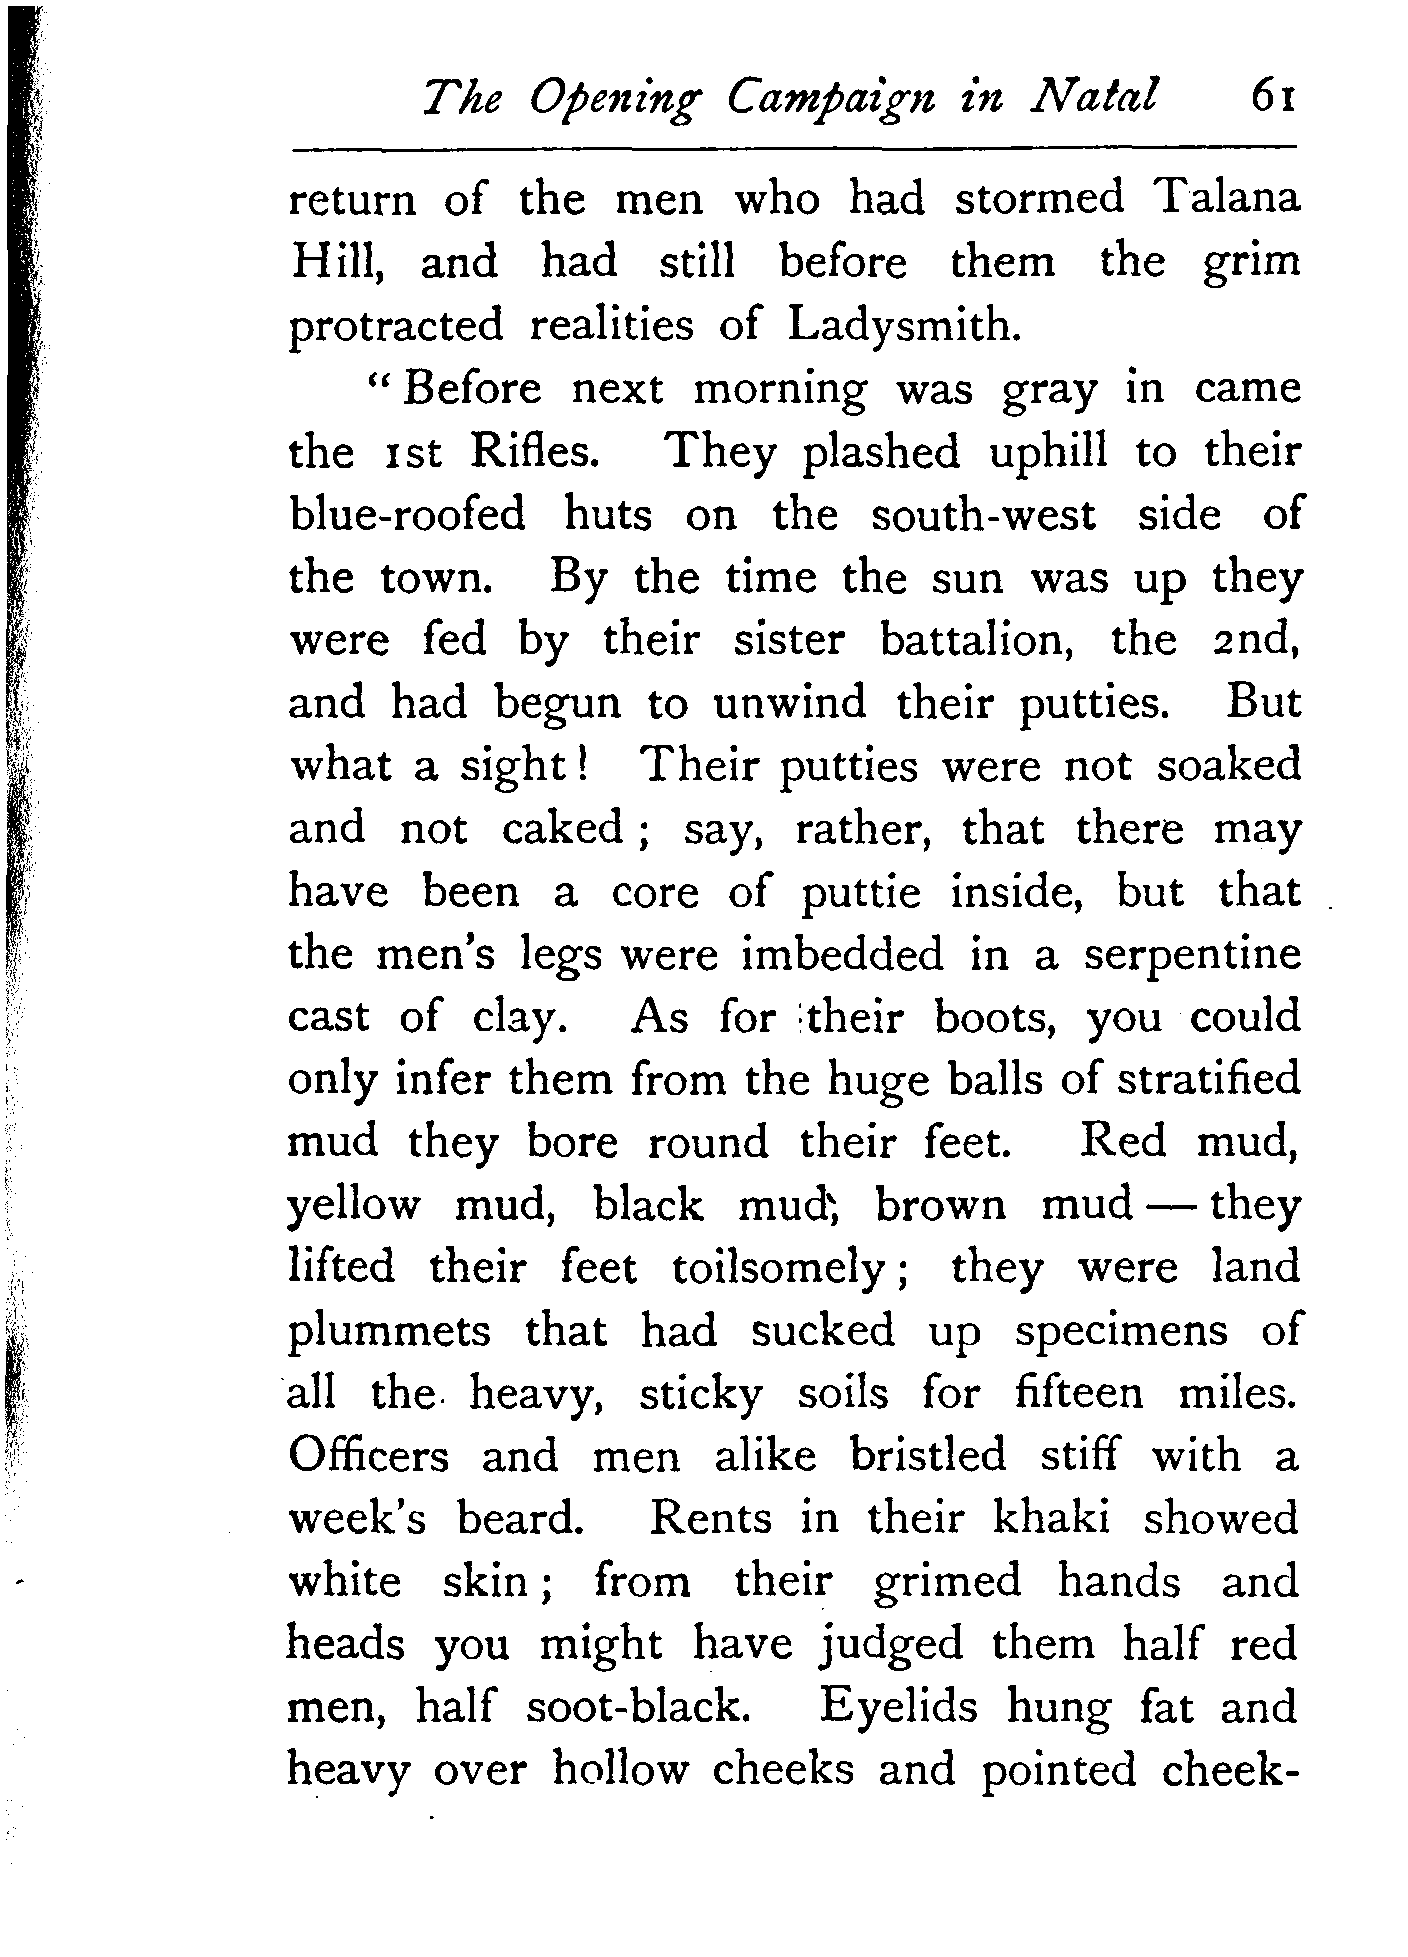 The Opening Campaign in Natal 61
return of the men who had stormed Talana
Hill, and had still before them the grim
protracted realities of Ladysmith.
“ Before next morning was gray in came
the 1st Rifles. They plashed uphill to their
blue-roofed huts on the south-west side of
the town. By the time the sun was up they
were fed by their sister battalion, the 2nd,
and had begun to unwind their putties. But
what a sight! Their putties were not soaked
and not caked ; say, rather, that there may
have been a core of puttie inside, but that
the men's legs were imbedded in a serpentine
cast of clay. As for their boots, you could
only infer them from the huge balls of stratified
mud they bore round their feet. Red mud,
yellow mud, black mud, brown mud — they
lifted their feet toilsomely ; they were land
plummets that had sucked up specimens of
all the heavy, sticky soils for fifteen miles.
Officers and men alike bristled stiff with a
week's beard. Rents in their khaki showed
white skin ; from their grimed hands and
heads you might have judged them half red
men, half soot-black. Eyelids hung fat and
heavy over hollow cheeks and pointed cheek-